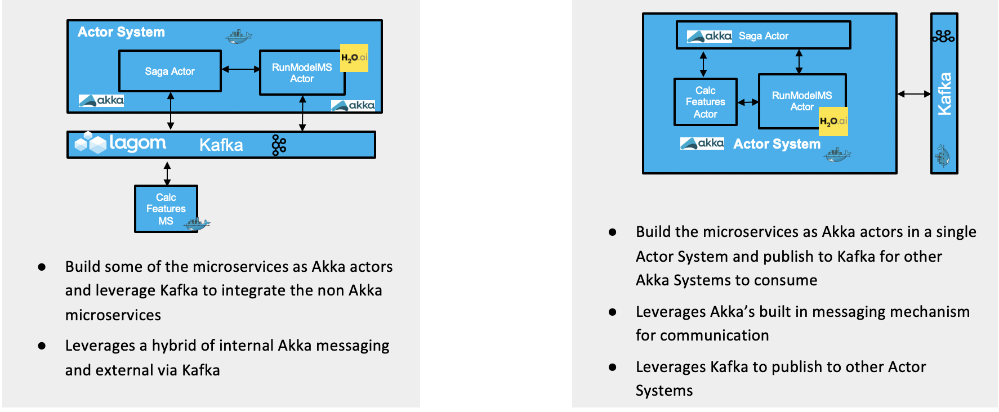 Actor System
Saga Actor
RunModelMS
Actor
H2O.ai
akka
akka
lagom
Kafka
Calc
Features
MS
● Build some of the microservices as Akka actors
and leverage Kafka to integrate the non Akka
microservices
● Leverages a hybrid of internal Akka messaging
and external via Kafka
akka
Saga Actor
Calc
Features
Actor
RunModelMS
Actor
H2O.ai
akka
Actor System
Kafka
● Build the microservices as Akka actors in a single
Actor System and publish to Kafka for other
Akka Systems to consume
● Leverages Akka’s built in messaging mechanism
for communication
● Leverages Kafka to publish to other Actor
Systems